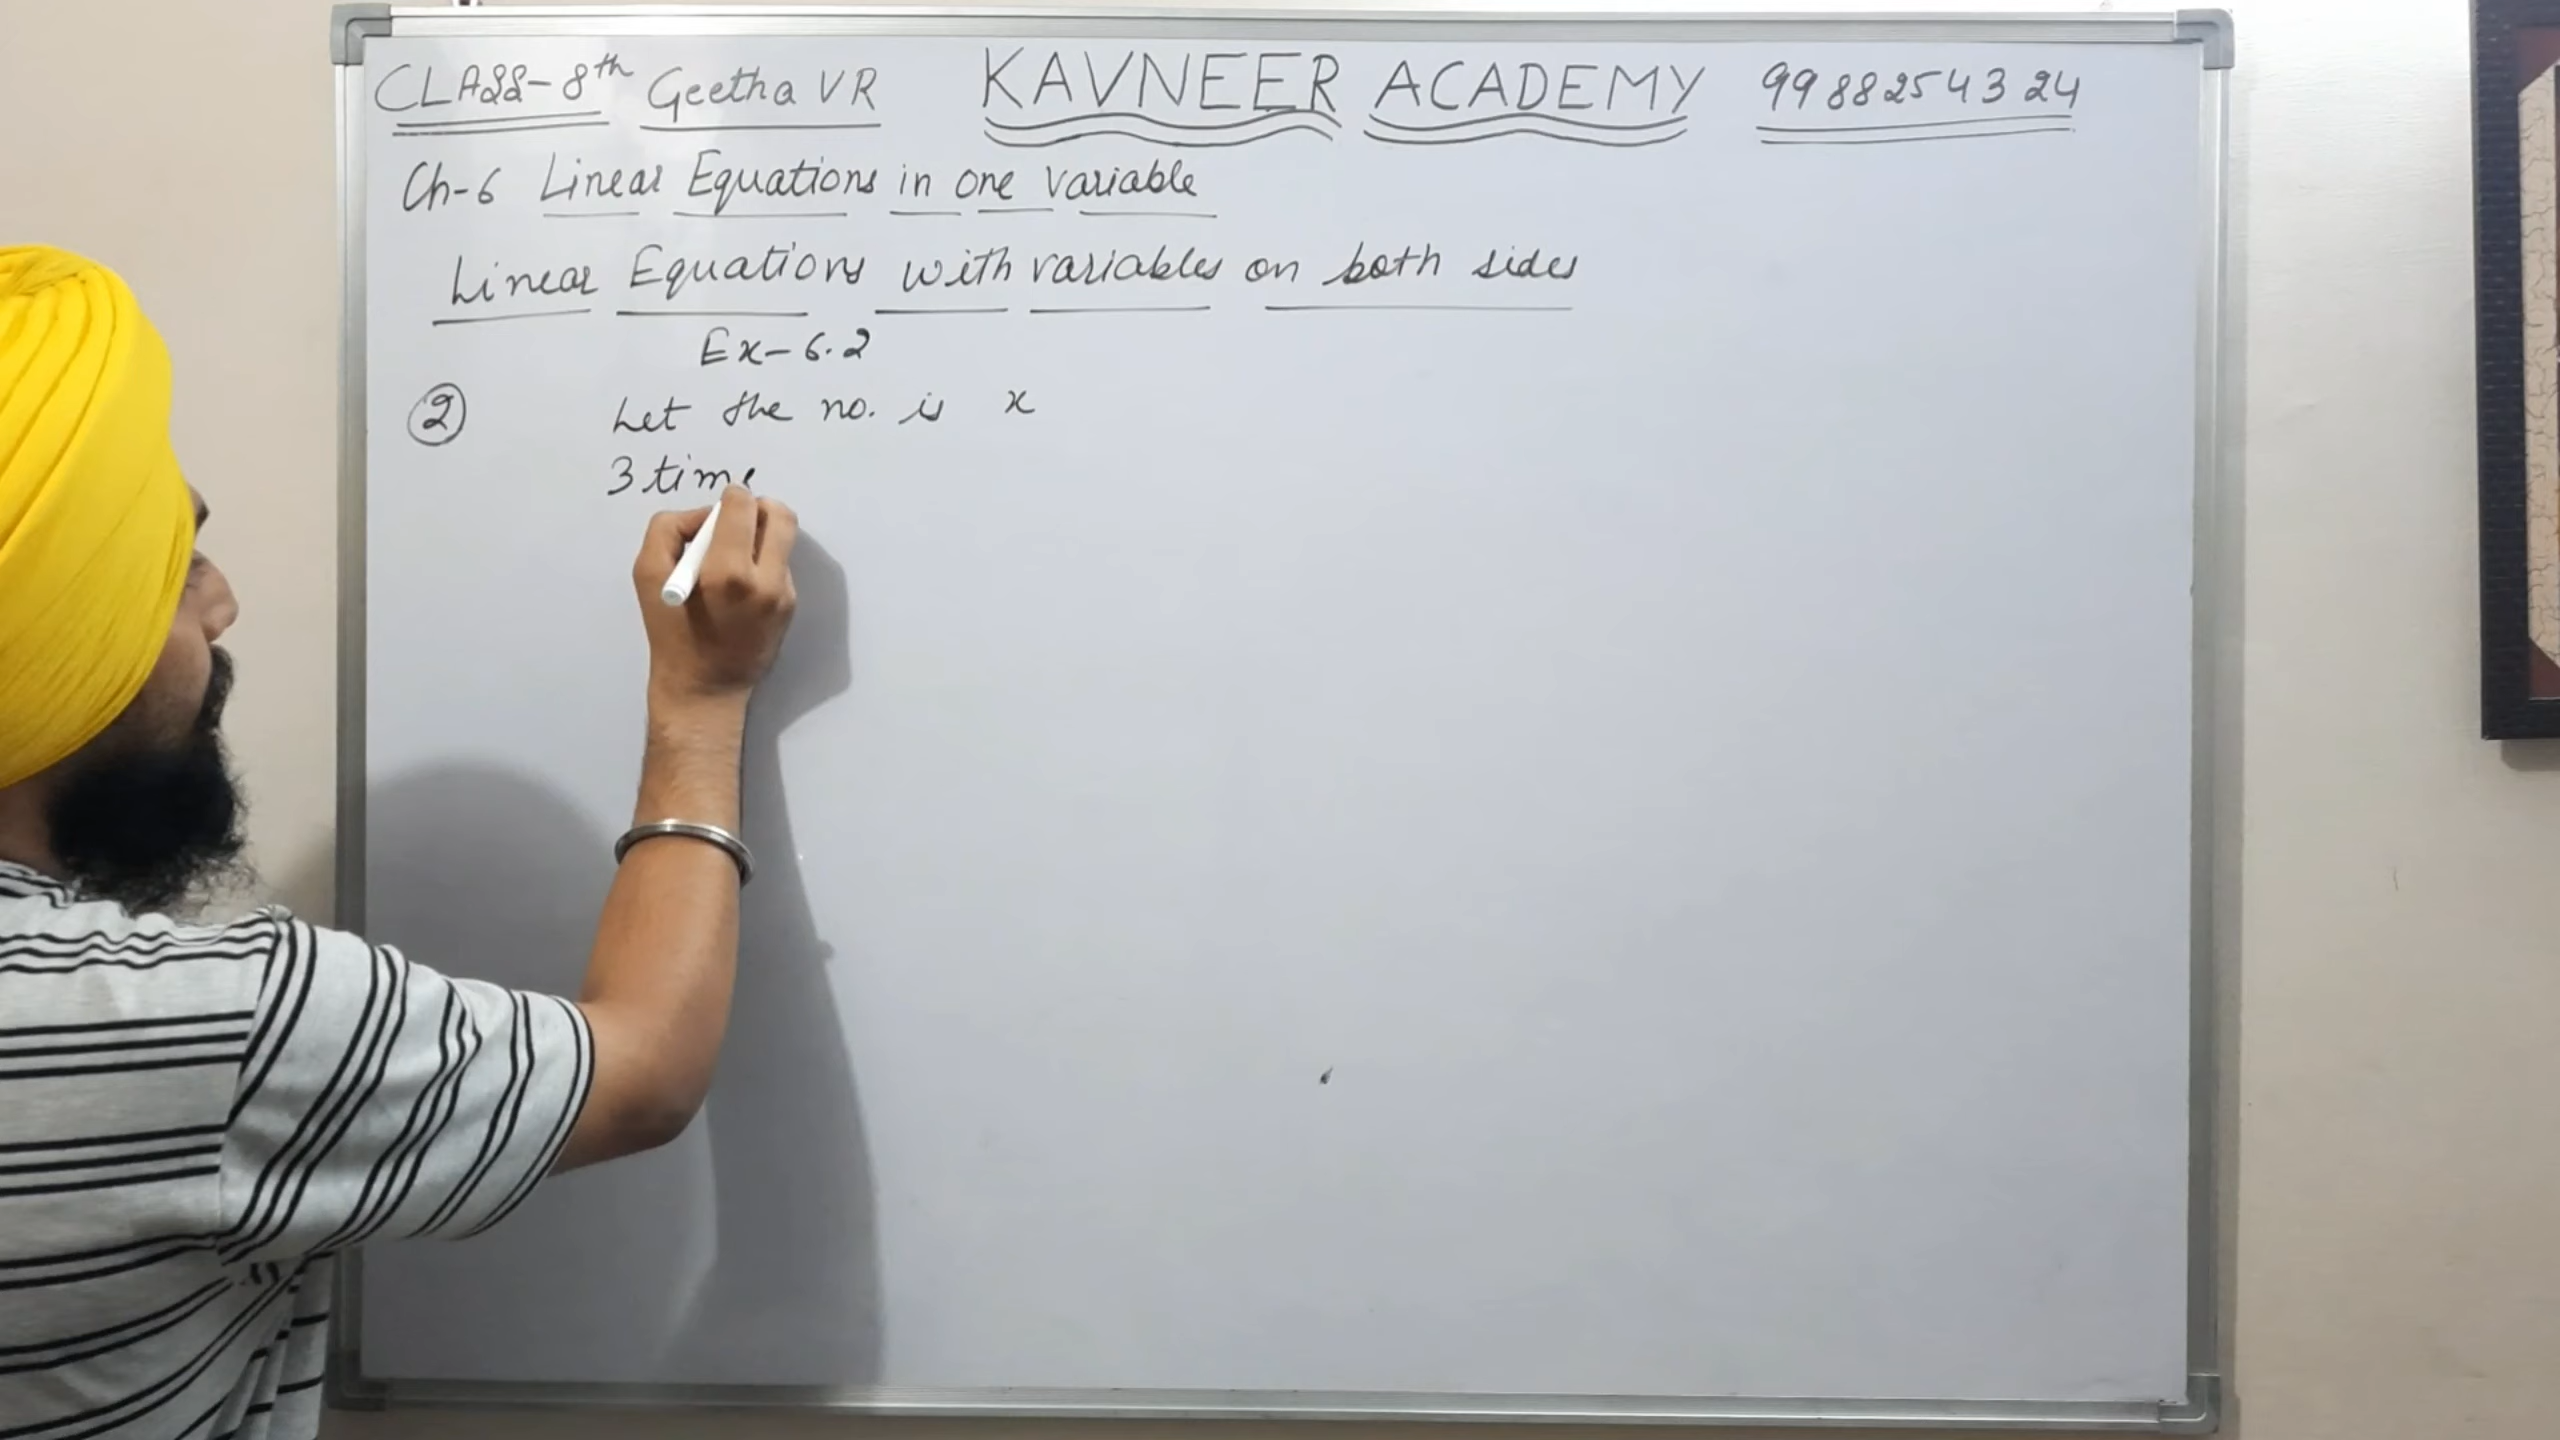 CLASS-8th Geetha VR KAVNEER ACADEMY 9988254324
Ch-6 Linear Equations in one variable
Linear Equations with variables on both sides
Ex-6.2
2 Let the no. is x
3 time